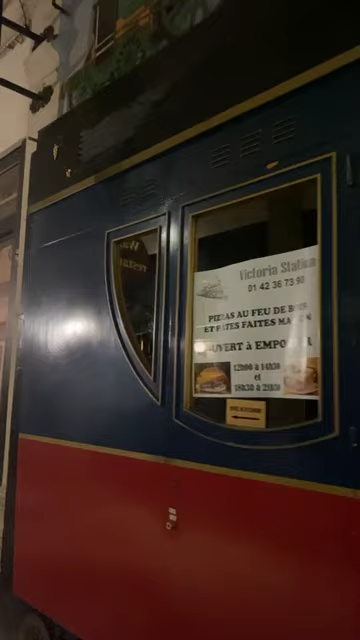 Victoria Station
01 42 36 73 90
PIZZAS AU FEU DE BOIS
ET PATES FAITES MAISON
OUVERT à EMPORTER
12h00 à 14h30
et
18h30 à 23h30